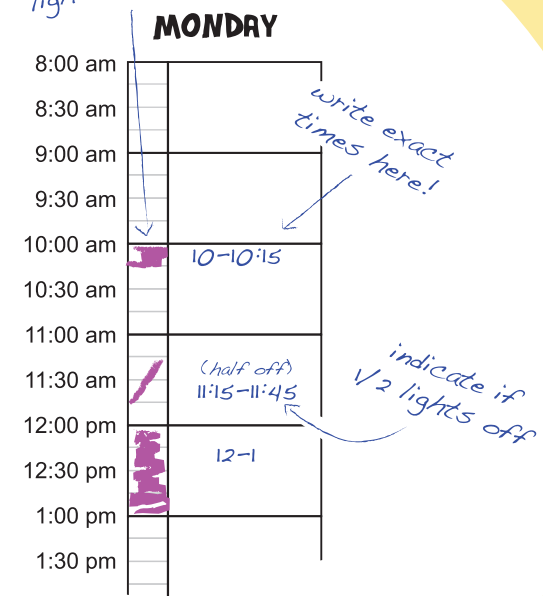 MONDAY
8:00 am
8:30 am
write exact
times here!
9:00 am
9:30 am
10:00 am
10-10:15
10:30 am
11:00 am
(half off)
11:30 am
11:15-11:45
indicate if
1/2 lights off
12:00 pm
12-1
12:30 pm
1:00 pm
1:30 pm